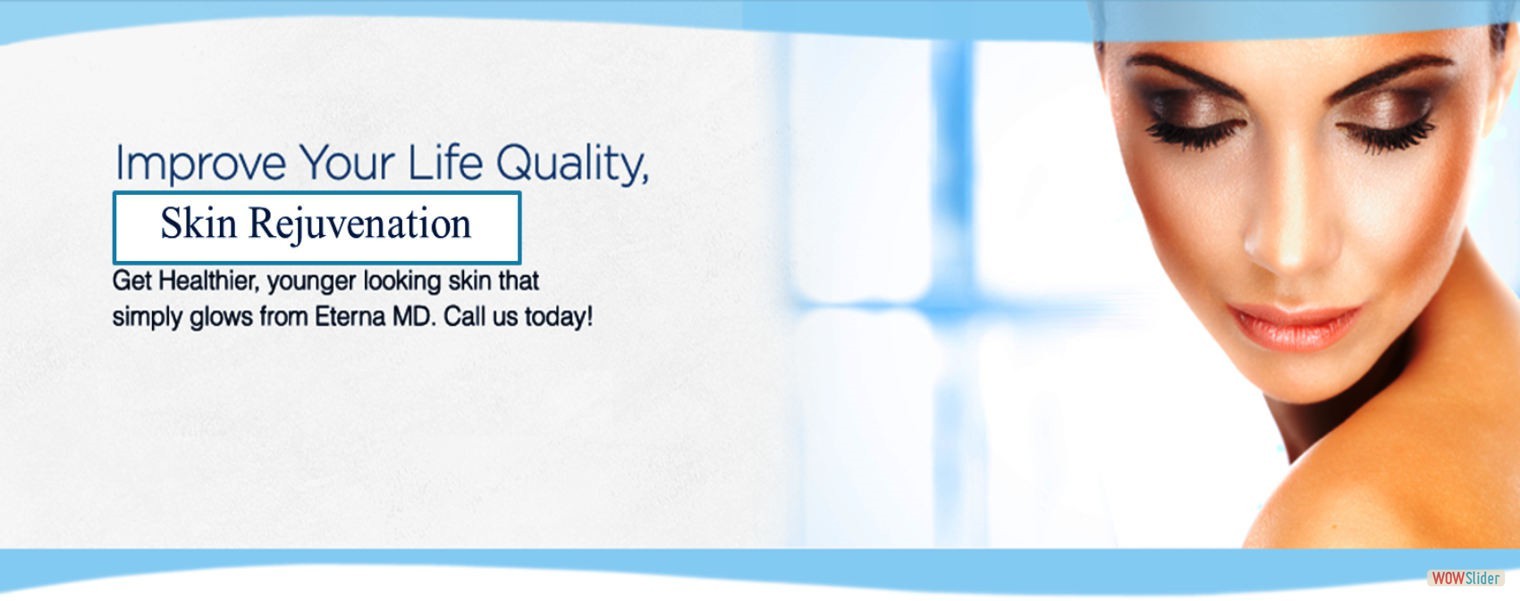 Improve Your Life Quality,
Skin Rejuvenation
Get Healthier, younger looking skin that
simply glows from Eterna MD. Call us today!
WOWSlider